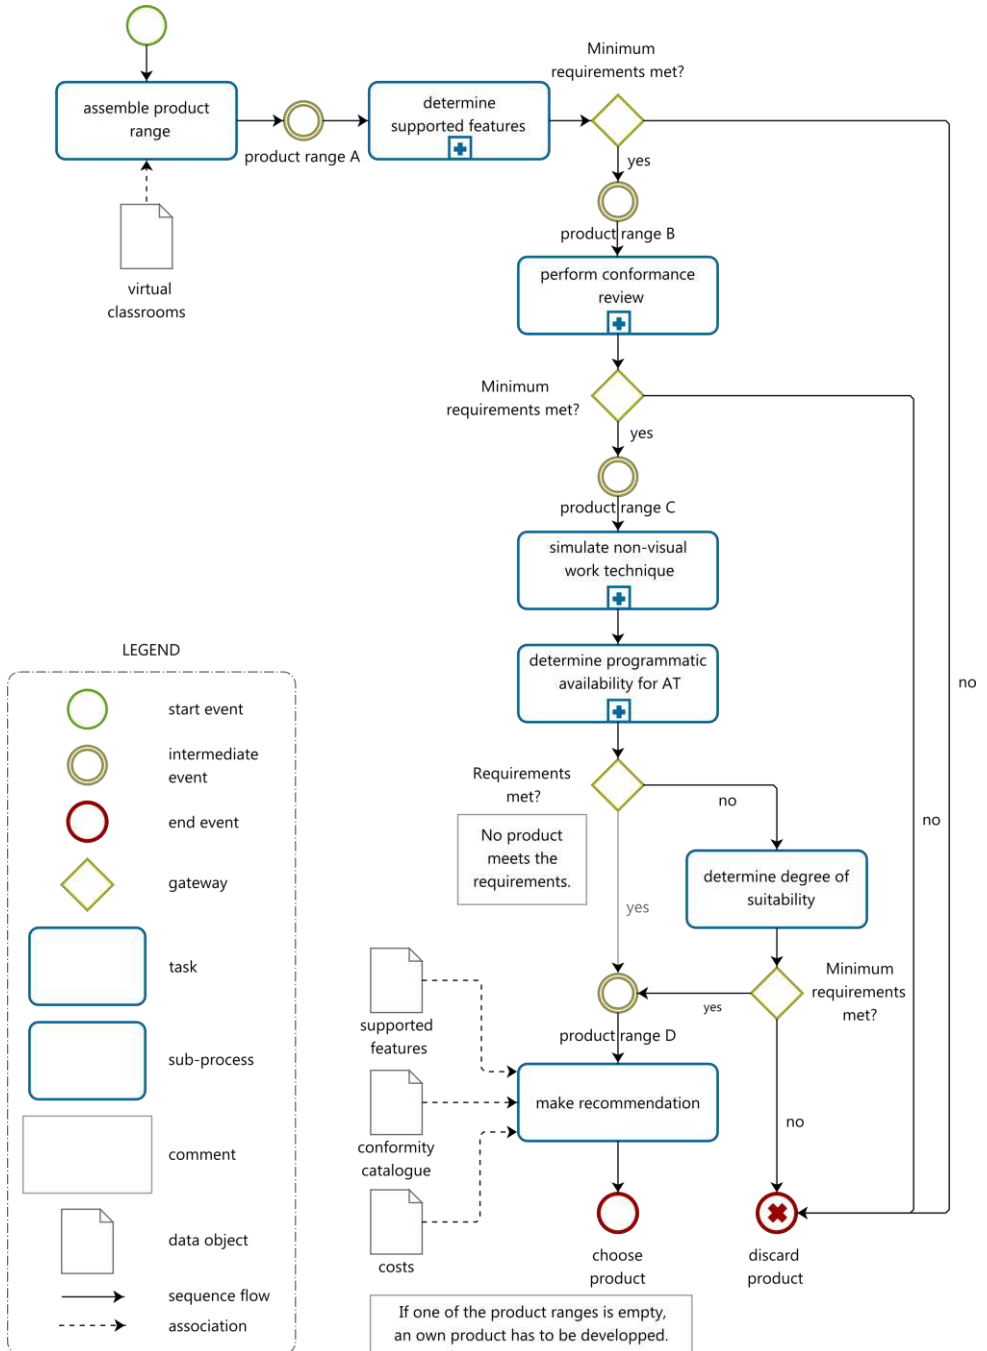 Minimum
requirements met?
assemble product
range
product range A
determine
supported features
yes
virtual
classrooms
product range B
perform conformance
review
Minimum
requirements met?
yes
product range C
simulate non-visual
work technique
determine programmatic
availability for AT
no
no
Requirements
met?
no
No product
meets the
requirements.
yes
determine degree of
suitability
Minimum
requirements
met?
yes
product range D
supported
features
make recommendation
no
conformity
catalogue
costs
choose
product
discard
product
If one of the product ranges is empty,
an own product has to be developped.
LEGEND
start event
intermediate
event
end event
gateway
task
sub-process
comment
data object
sequence flow
association